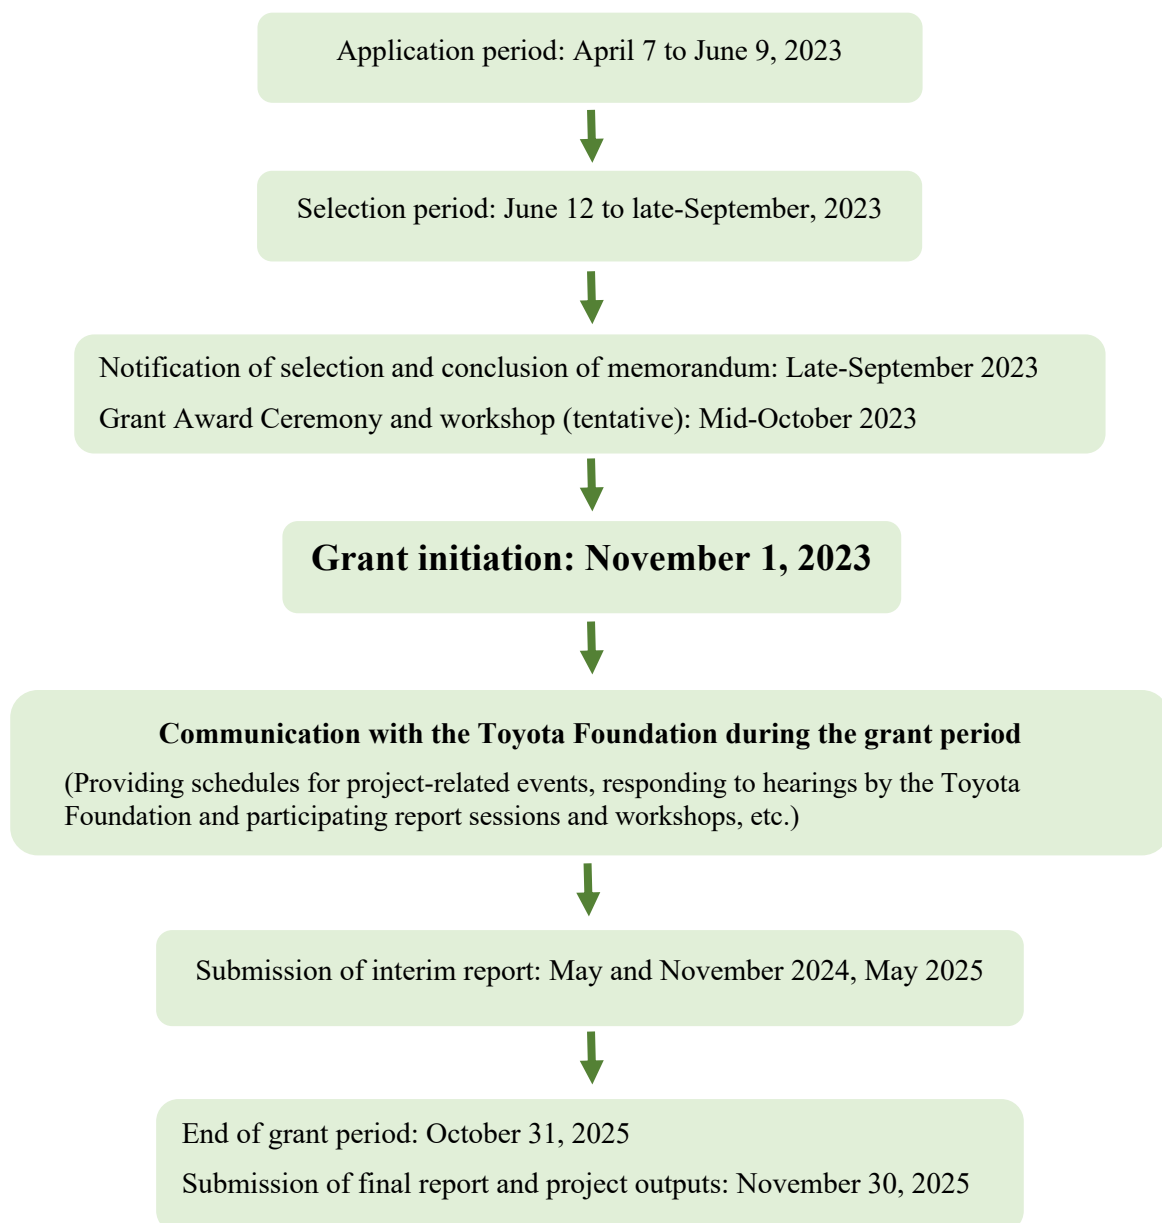 Application period: April 7 to June 9, 2023
Selection period: June 12 to late-September, 2023
Notification of selection and conclusion of memorandum: Late-September 2023
Grant Award Ceremony and workshop (tentative): Mid-October 2023
Grant initiation: November 1, 2023
Communication with the Toyota Foundation during the grant period
(Providing schedules for project-related events, responding to hearings by the Toyota
Foundation and participating report sessions and workshops, etc.)
Submission of interim report: May and November 2024, May 2025
End of grant period: October 31, 2025
Submission of final report and project outputs: November 30, 2025